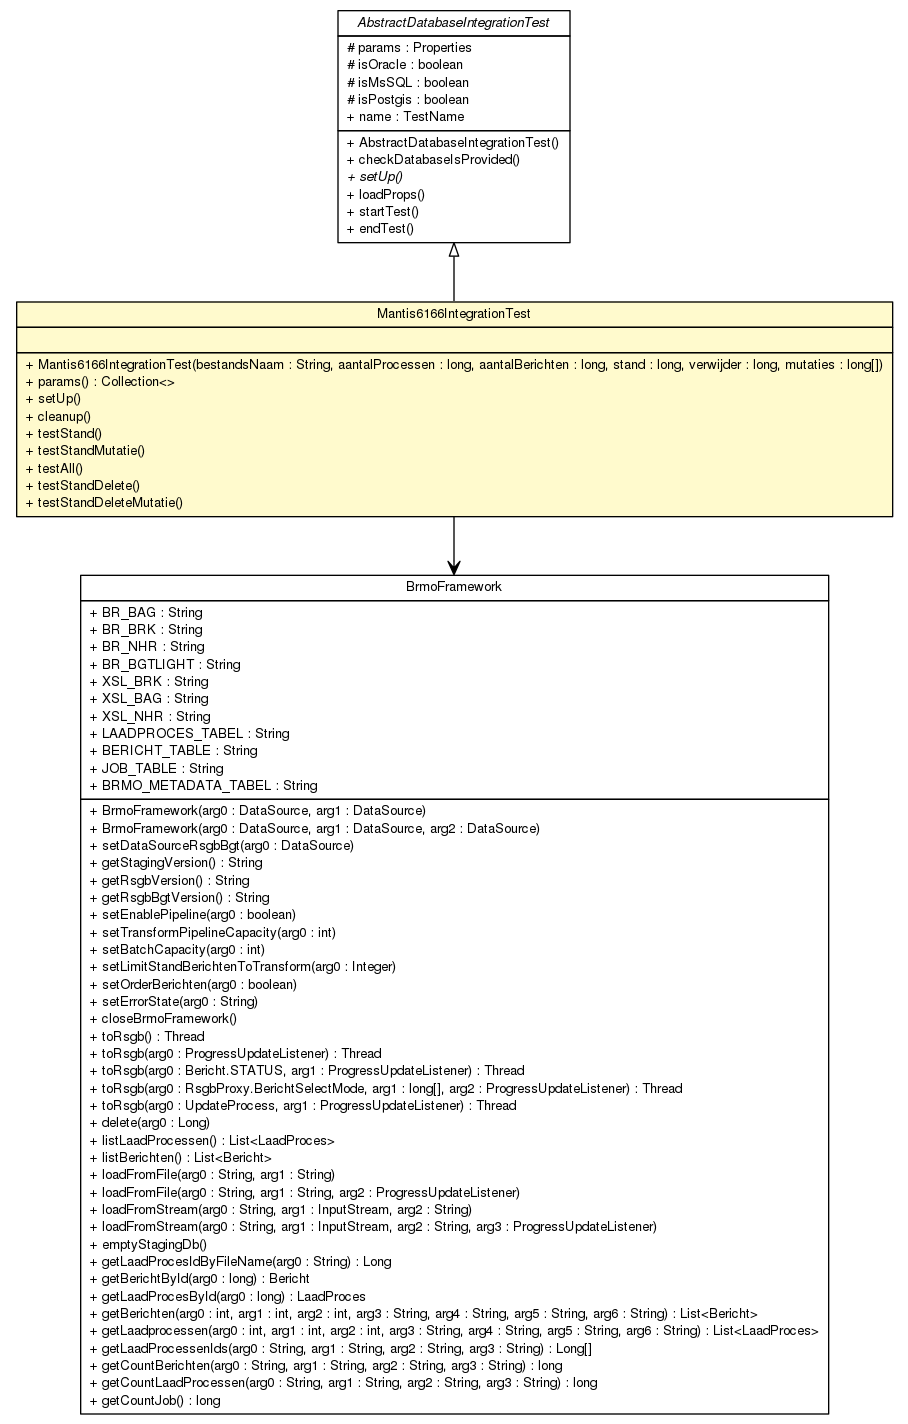 AbstractDatabaseIntegrationTest
# params : Properties
# isOracle : boolean
# isMsSQL : boolean
# isPostgis : boolean
+ name : TestName
+ AbstractDatabaseIntegrationTest()
+ checkDatabaseIsProvided()
+ setUp()
+ loadProps()
+ startTest()
+ endTest()
Mantis6166IntegrationTest
+ Mantis6166IntegrationTest(bestandsNaam : String, aantalProcessen : long, aantalBerichten : long, stand : long, verwijder : long, mutaties : long[])
+ params() : Collection<>
+ setUp()
+ cleanup()
+ testStand()
+ testStandMutatie()
+ testAll()
+ testStandDelete()
+ testStandDeleteMutatie()
BrmoFramework
+ BR_BAG : String
+ BR_BRK : String
+ BR_NHR : String
+ BR_BGTLIGHT : String
+ XSL_BRK : String
+ XSL_BAG : String
+ XSL_NHR : String
+ LAADPROCES_TABEL : String
+ BERICHT_TABLE : String
+ JOB_TABLE : String
+ BRMO_METADATA_TABEL : String
+ BrmoFramework(arg0 : DataSource, arg1 : DataSource)
+ BrmoFramework(arg0 : DataSource, arg1 : DataSource, arg2 : DataSource)
+ setDataSourceRsgbBgt(arg0 : DataSource)
+ getStagingVersion() : String
+ getRsgbVersion() : String
+ getRsgbBgtVersion() : String
+ setEnablePipeline(arg0 : boolean)
+ setTransformPipelineCapacity(arg0 : int)
+ setBatchCapacity(arg0 : int)
+ setLimitStandBerichtenToTransform(arg0 : Integer)
+ setOrderBerichten(arg0 : boolean)
+ setErrorState(arg0 : String)
+ closeBrmoFramework()
+ toRsgb() : Thread
+ toRsgb(arg0 : ProgressUpdateListener) : Thread
+ toRsgb(arg0 : Bericht.STATUS, arg1 : ProgressUpdateListener) : Thread
+ toRsgb(arg0 : RsgbProxy.BerichtSelectMode, arg1 : long[], arg2 : ProgressUpdateListener) : Thread
+ toRsgb(arg0 : UpdateProcess, arg1 : ProgressUpdateListener) : Thread
+ delete(arg0 : Long)
+ listLaadProcessen() : List<LaadProces>
+ listBerichten() : List<Bericht>
+ loadFromFile(arg0 : String, arg1 : String)
+ loadFromFile(arg0 : String, arg1 : String, arg2 : ProgressUpdateListener)
+ loadFromStream(arg0 : String, arg1 : InputStream, arg2 : String)
+ loadFromStream(arg0 : String, arg1 : InputStream, arg2 : String, arg3 : ProgressUpdateListener)
+ emptyStagingDb()
+ getLaadProcesIdByFileName(arg0 : String) : Long
+ getBerichtById(arg0 : long) : Bericht
+ getLaadProcesById(arg0 : long) : LaadProces
+ getBerichten(arg0 : int, arg1 : int, arg2 : int, arg3 : String, arg4 : String, arg5 : String, arg6 : String) : List<Bericht>
+ getLaadprocessen(arg0 : int, arg1 : int, arg2 : int, arg3 : String, arg4 : String, arg5 : String, arg6 : String) : List<LaadProces>
+ getLaadProcessenIds(arg0 : String, arg1 : String, arg2 : String, arg3 : String) : Long[]
+ getCountBerichten(arg0 : String, arg1 : String, arg2 : String, arg3 : String) : long
+ getCountLaadProcessen(arg0 : String, arg1 : String, arg2 : String, arg3 : String) : long
+ getCountJob() : long